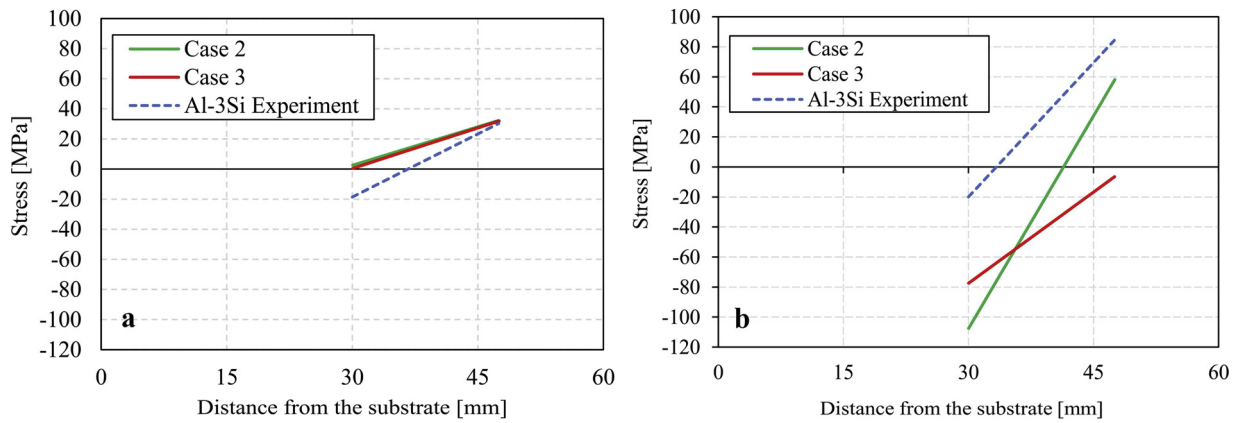 100
80
60
40
20
0
-20
-40
-60
-80
-100
-120
Stress [MPa]
Case 2
Case 3
Al-3Si Experiment
a
0 15 30 45 60
Distance from the substrate [mm]
100
80
60
40
20
0
-20
-40
-60
-80
-100
-120
Stress [MPa]
Case 2
Case 3
Al-3Si Experiment
b
0 15 30 45 60
Distance from the substrate [mm]